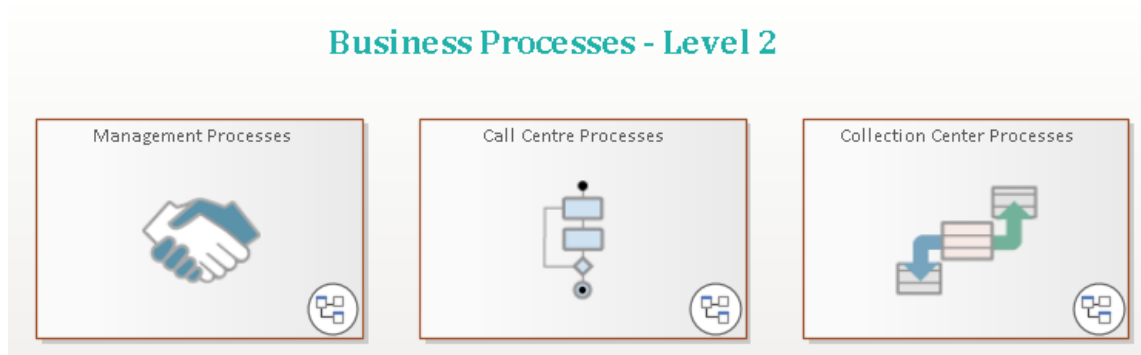 Business Processes - Level 2
Management Processes
Call Centre Processes
Collection Center Processes